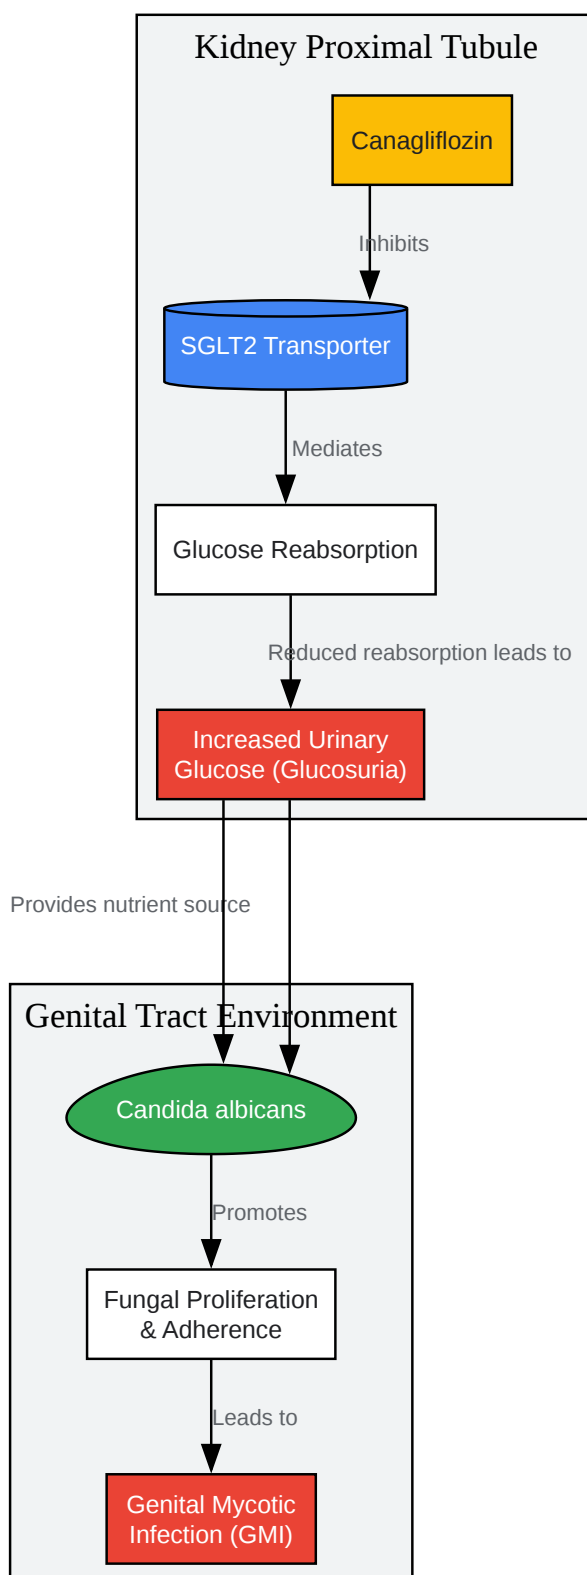 Kidney Proximal Tubule
Canagliflozin
Inhibits
SGLT2 Transporter
Mediates
Glucose Reabsorption
Reduced reabsorption leads to
Increased Urinary
Glucose (Glucosuria)
Provides nutrient source
Genital Tract Environment
Candida albicans
Promotes
Fungal Proliferation
& Adherence
Leads to
Genital Mycotic
Infection (GMI)